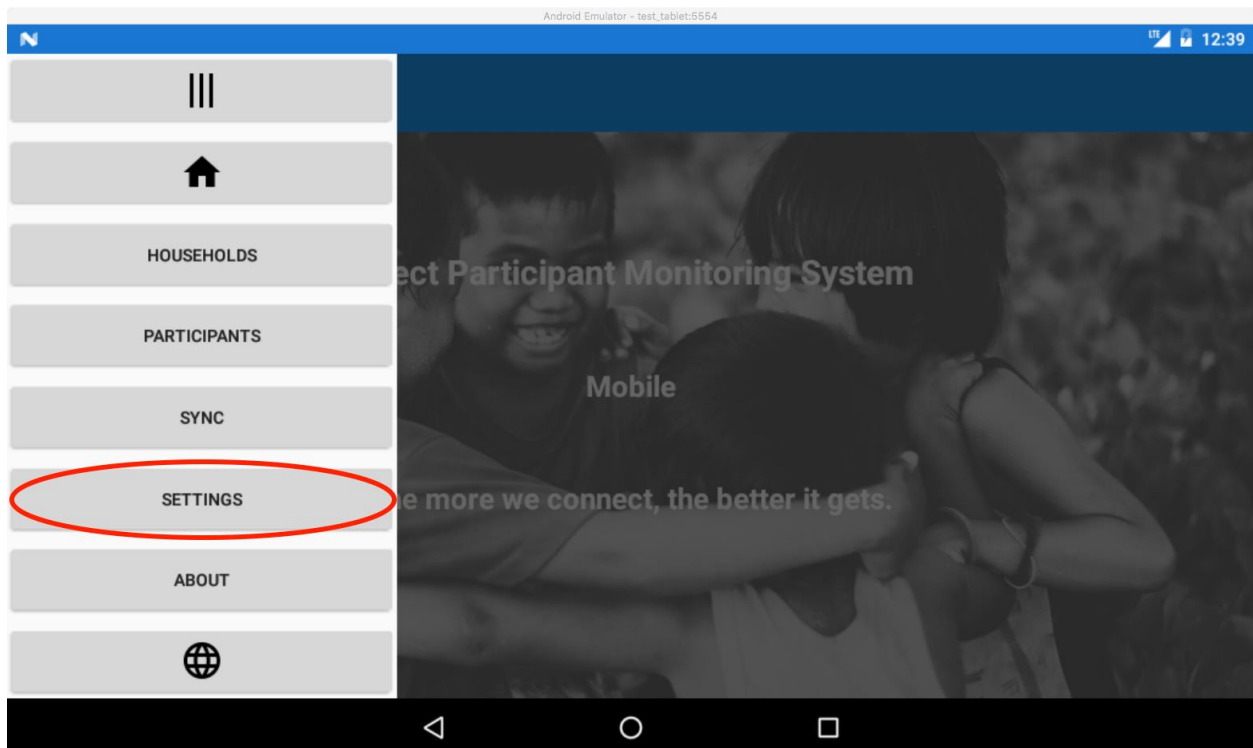 Android Emulator - test_tablet:5554
LTE 12:39
HOUSEHOLDS
ect Participant Monitoring System
PARTICIPANTS
Mobile
SYNC
SETTINGS
e more we connect, the better it gets.
ABOUT